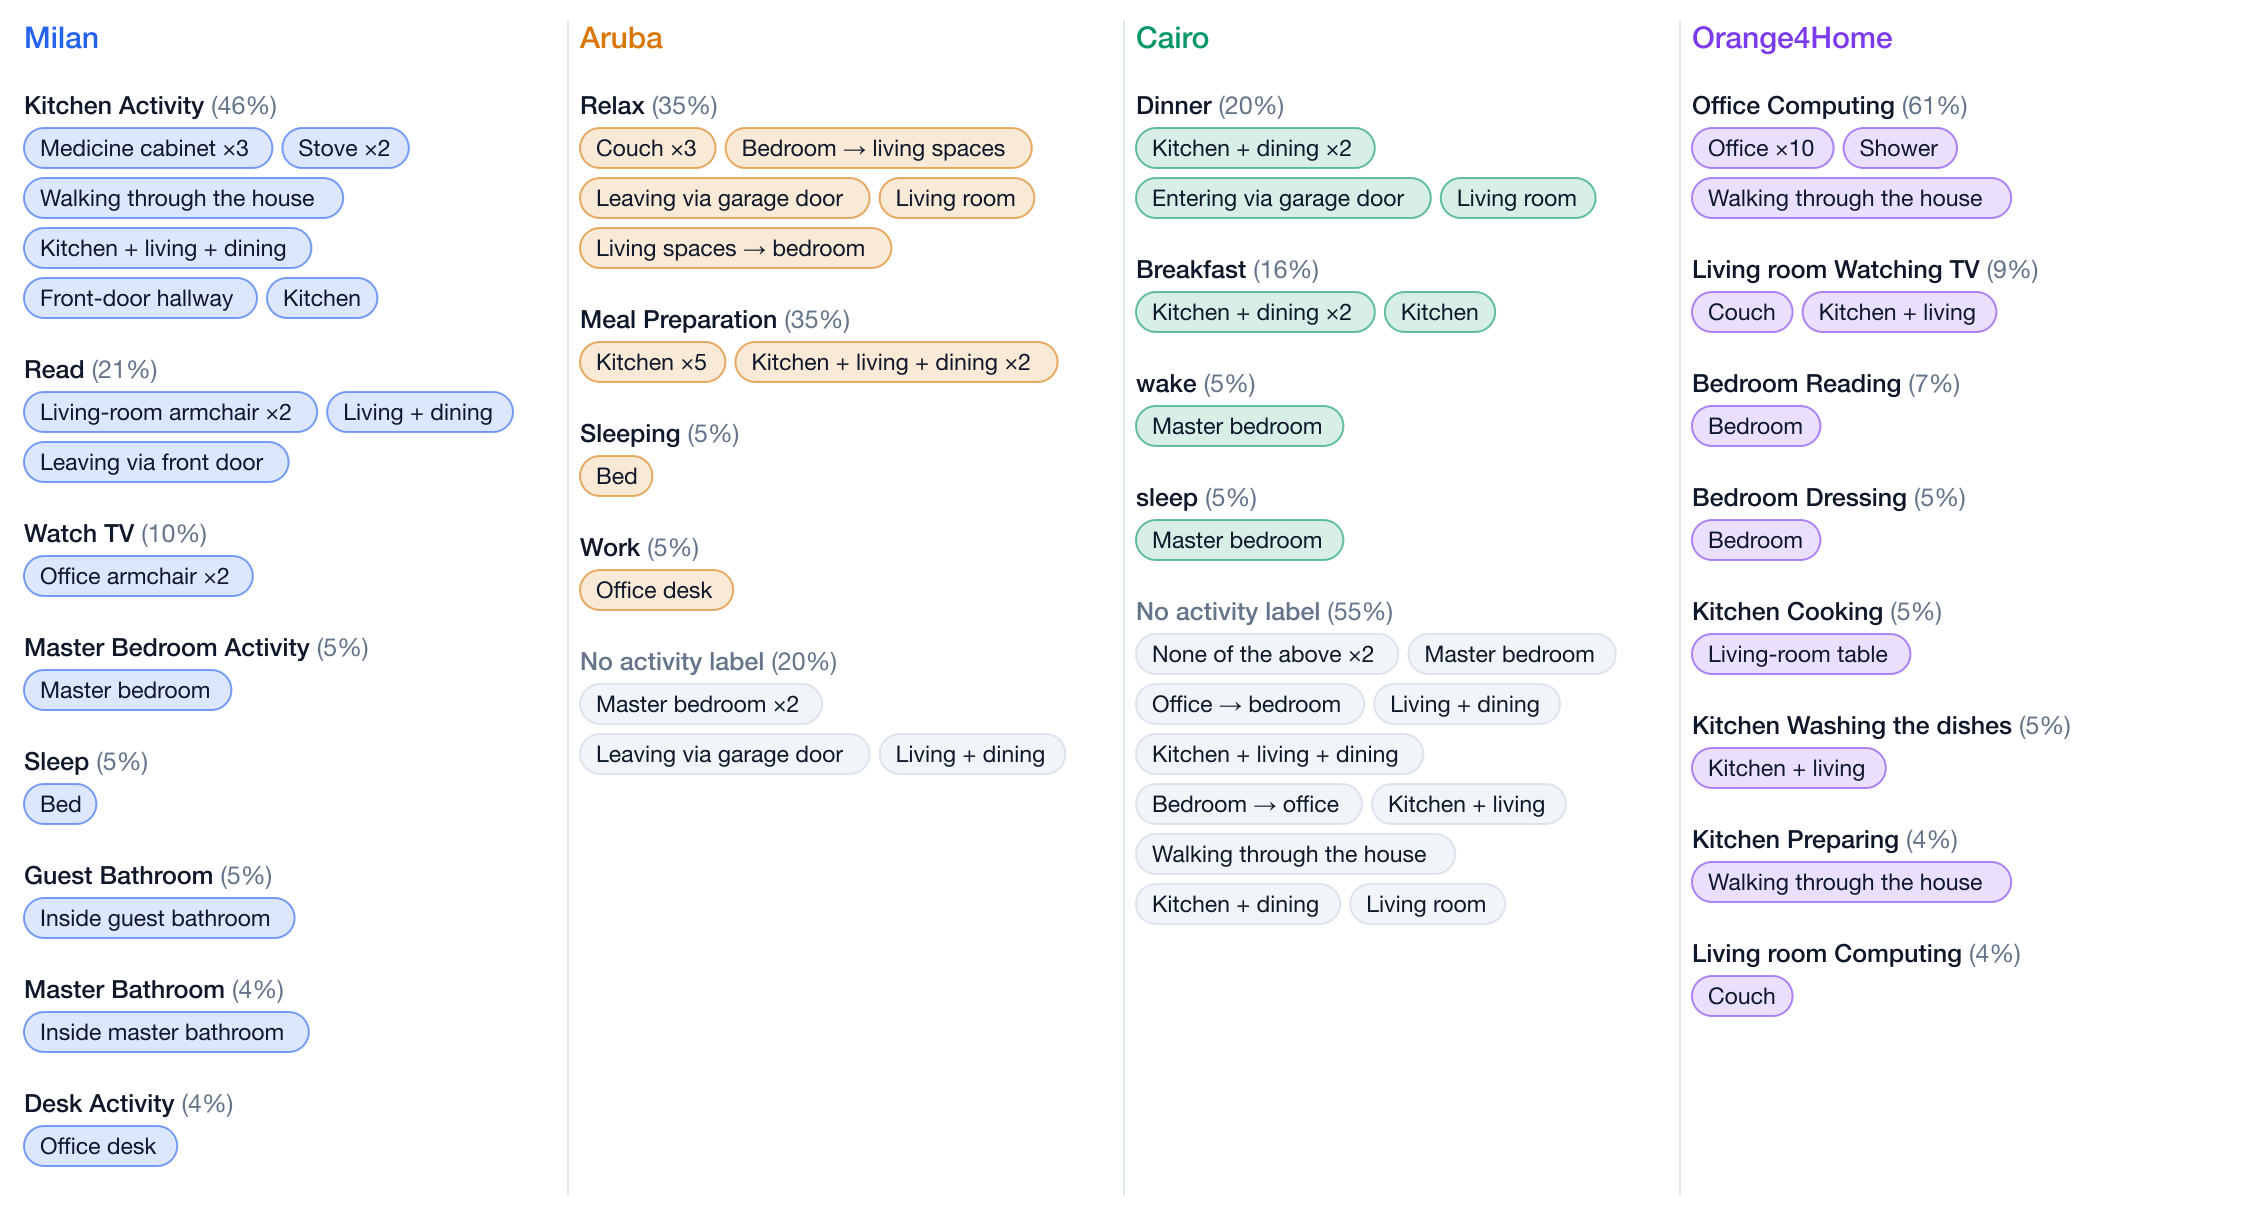 Milan
Kitchen Activity (46%)
Medicine cabinet ×3 Stove ×2
Walking through the house
Kitchen + living + dining
Front-door hallway Kitchen
Read (21%)
Living-room armchair ×2 Living + dining
Leaving via front door
Watch TV (10%)
Office armchair ×2
Master Bedroom Activity (5%)
Master bedroom
Sleep (5%)
Bed
Guest Bathroom (5%)
Inside guest bathroom
Master Bathroom (4%)
Inside master bathroom
Desk Activity (4%)
Office desk
Aruba
Relax (35%)
Couch ×3 Bedroom → living spaces
Leaving via garage door Living room
Living spaces → bedroom
Meal Preparation (35%)
Kitchen ×5 Kitchen + living + dining ×2
Sleeping (5%)
Bed
Work (5%)
Office desk
No activity label (20%)
Master bedroom ×2
Leaving via garage door Living + dining
Cairo
Dinner (20%)
Kitchen + dining ×2
Entering via garage door Living room
Breakfast (16%)
Kitchen + dining ×2 Kitchen
wake (5%)
Master bedroom
sleep (5%)
Master bedroom
No activity label (55%)
None of the above ×2 Master bedroom
Office → bedroom Living + dining
Kitchen + living + dining
Bedroom → office Kitchen + living
Walking through the house
Kitchen + dining Living room
Orange4Home
Office Computing (61%)
Office ×10 Shower
Walking through the house
Living room Watching TV (9%)
Couch Kitchen + living
Bedroom Reading (7%)
Bedroom
Bedroom Dressing (5%)
Bedroom
Kitchen Cooking (5%)
Living-room table
Kitchen Washing the dishes (5%)
Kitchen + living
Kitchen Preparing (4%)
Walking through the house
Living room Computing (4%)
Couch